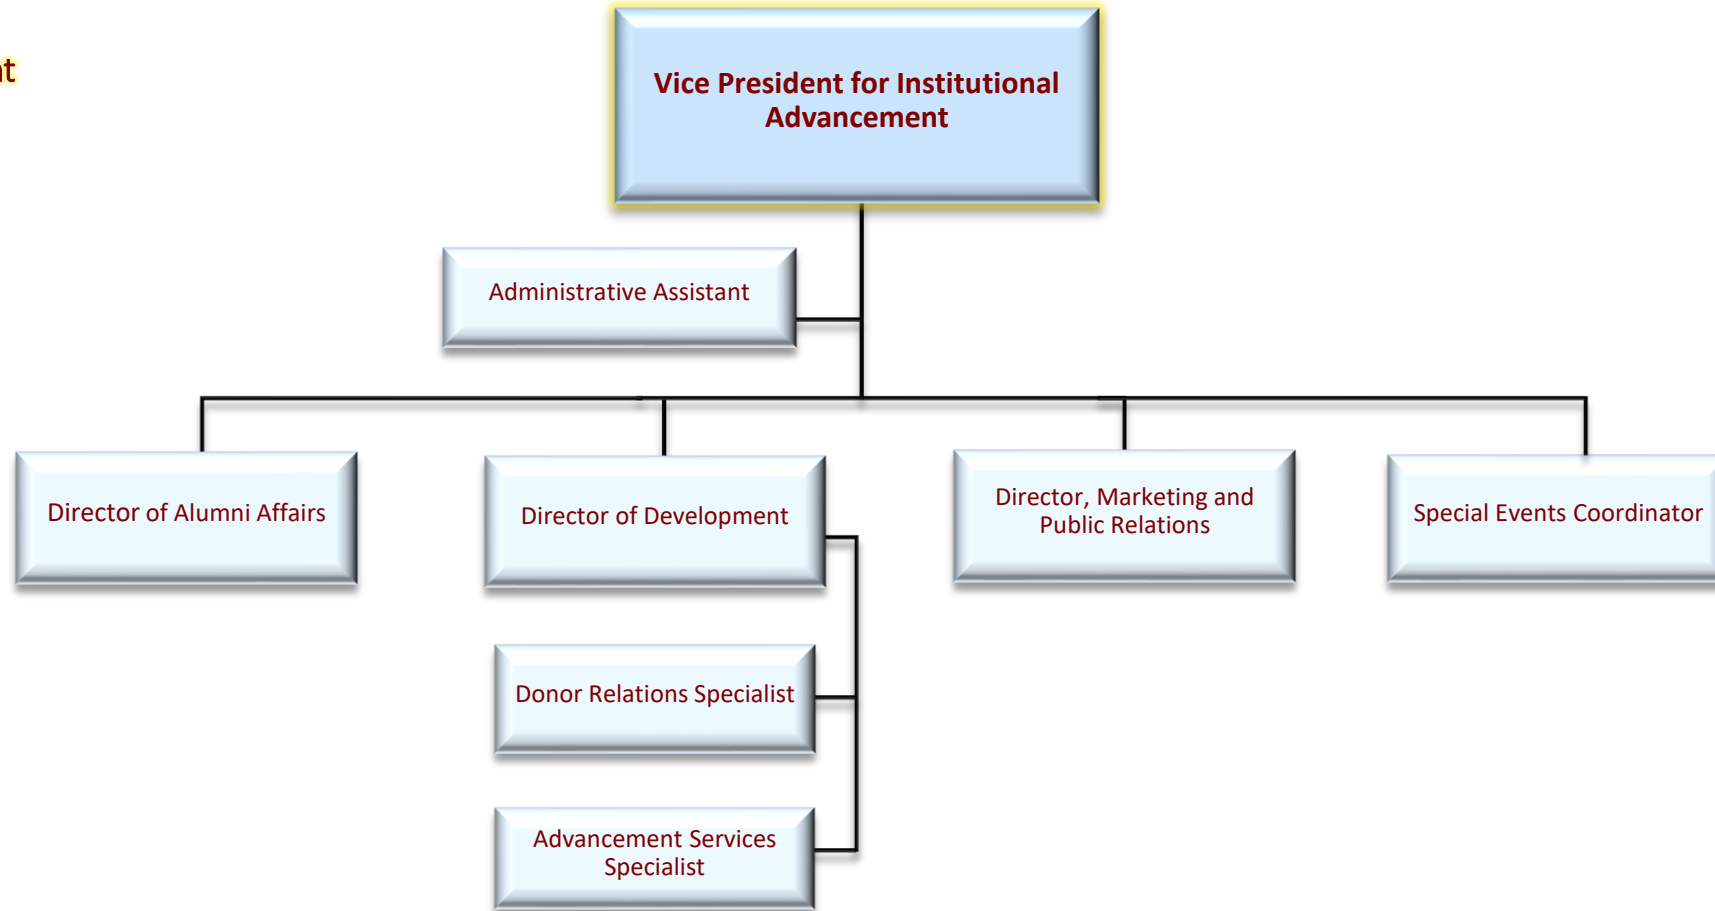 Vice President for Institutional
Advancement
Administrative Assistant
Director of Alumni Affairs
Director of Development
Director, Marketing and
Public Relations
Special Events Coordinator
Donor Relations Specialist
Advancement Services
Specialist